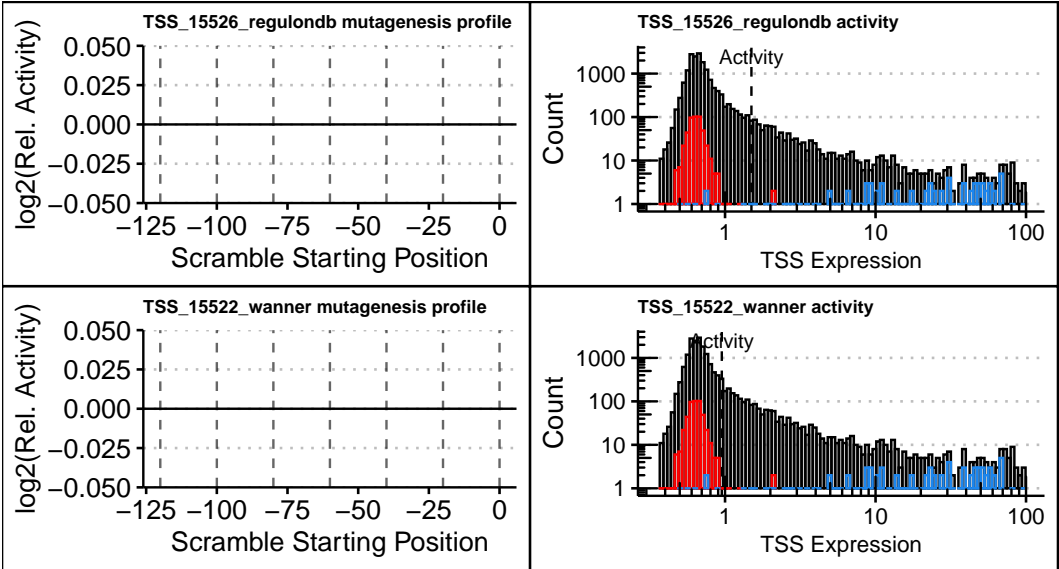 TSS_15526_regulondb mutagenesis profile
log2(Rel. Activity)
0.050
0.025
0.000
−0.025
−0.050
−125 −100 −75 −50 −25 0
Scramble Starting Position
TSS_15526_regulondb activity
Activity
Count
1000
100
10
1
1 10 100
TSS Expression
TSS_15522_wanner mutagenesis profile
log2(Rel. Activity)
0.050
0.025
0.000
−0.025
−0.050
−125 −100 −75 −50 −25 0
Scramble Starting Position
TSS_15522_wanner activity
Activity
Count
1000
100
10
1
1 10 100
TSS Expression